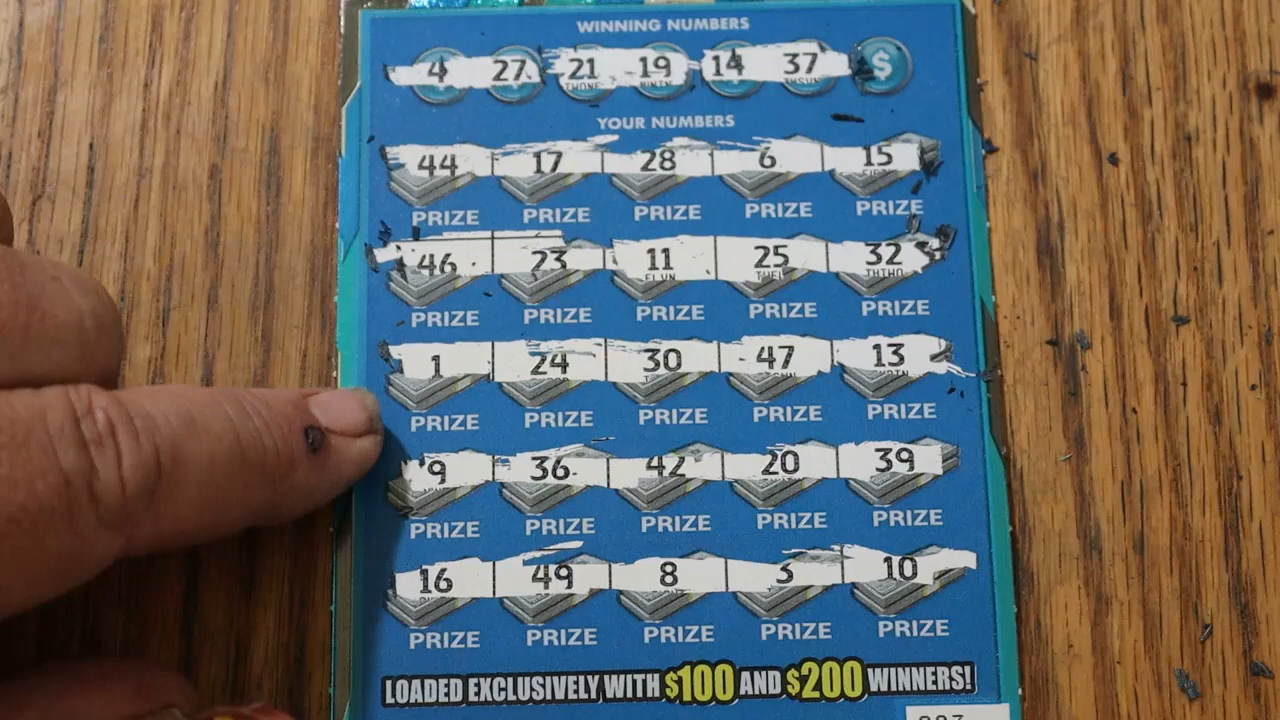 WINNING NUMBERS
4 27 21 19 14 37 $
YOUR NUMBERS
44 17 28 6 15
PRIZE PRIZE PRIZE PRIZE PRIZE
46 23 11 25 32
PRIZE PRIZE PRIZE PRIZE PRIZE
1 24 30 47 13
PRIZE PRIZE PRIZE PRIZE PRIZE
9 36 42 20 39
PRIZE PRIZE PRIZE PRIZE PRIZE
16 49 8 3 10
PRIZE PRIZE PRIZE PRIZE PRIZE
LOADED EXCLUSIVELY WITH $100 AND $200 WINNERS!